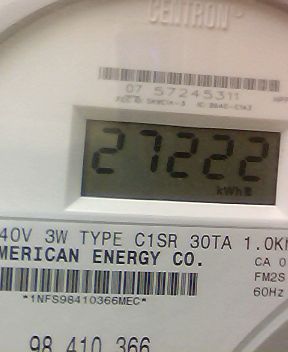 CENTRON
07 57245311
27222
kWh
40V 3W TYPE C1SR 30TA 1.0K
MERICAN ENERGY CO.
CA 0
FM2S
60Hz
*1NFS98410366MEC*
98 410 366